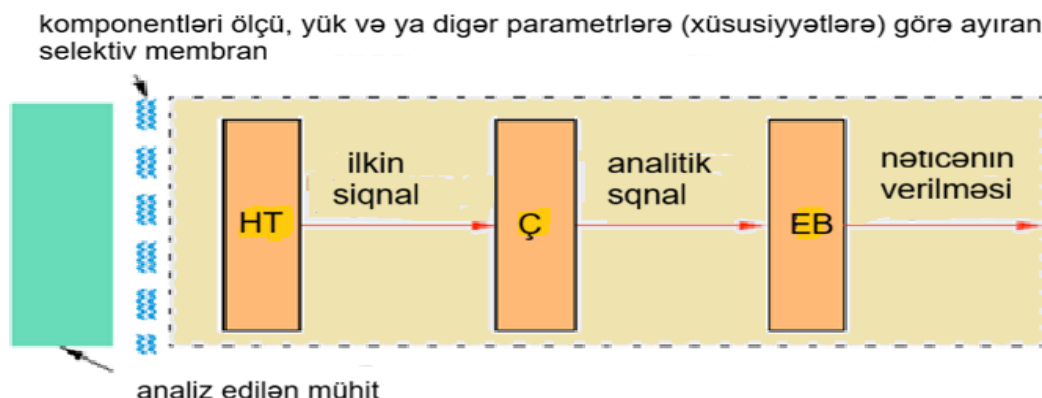 komponentləri ölçü, yük və ya digər parametrlərə (xüsusiyyətlərə) görə ayıran
selektiv membran
HT
ilkin
siqnal
Ç
analitik
sqnal
EB
nəticənin
verilməsi
analiz edilən mühit